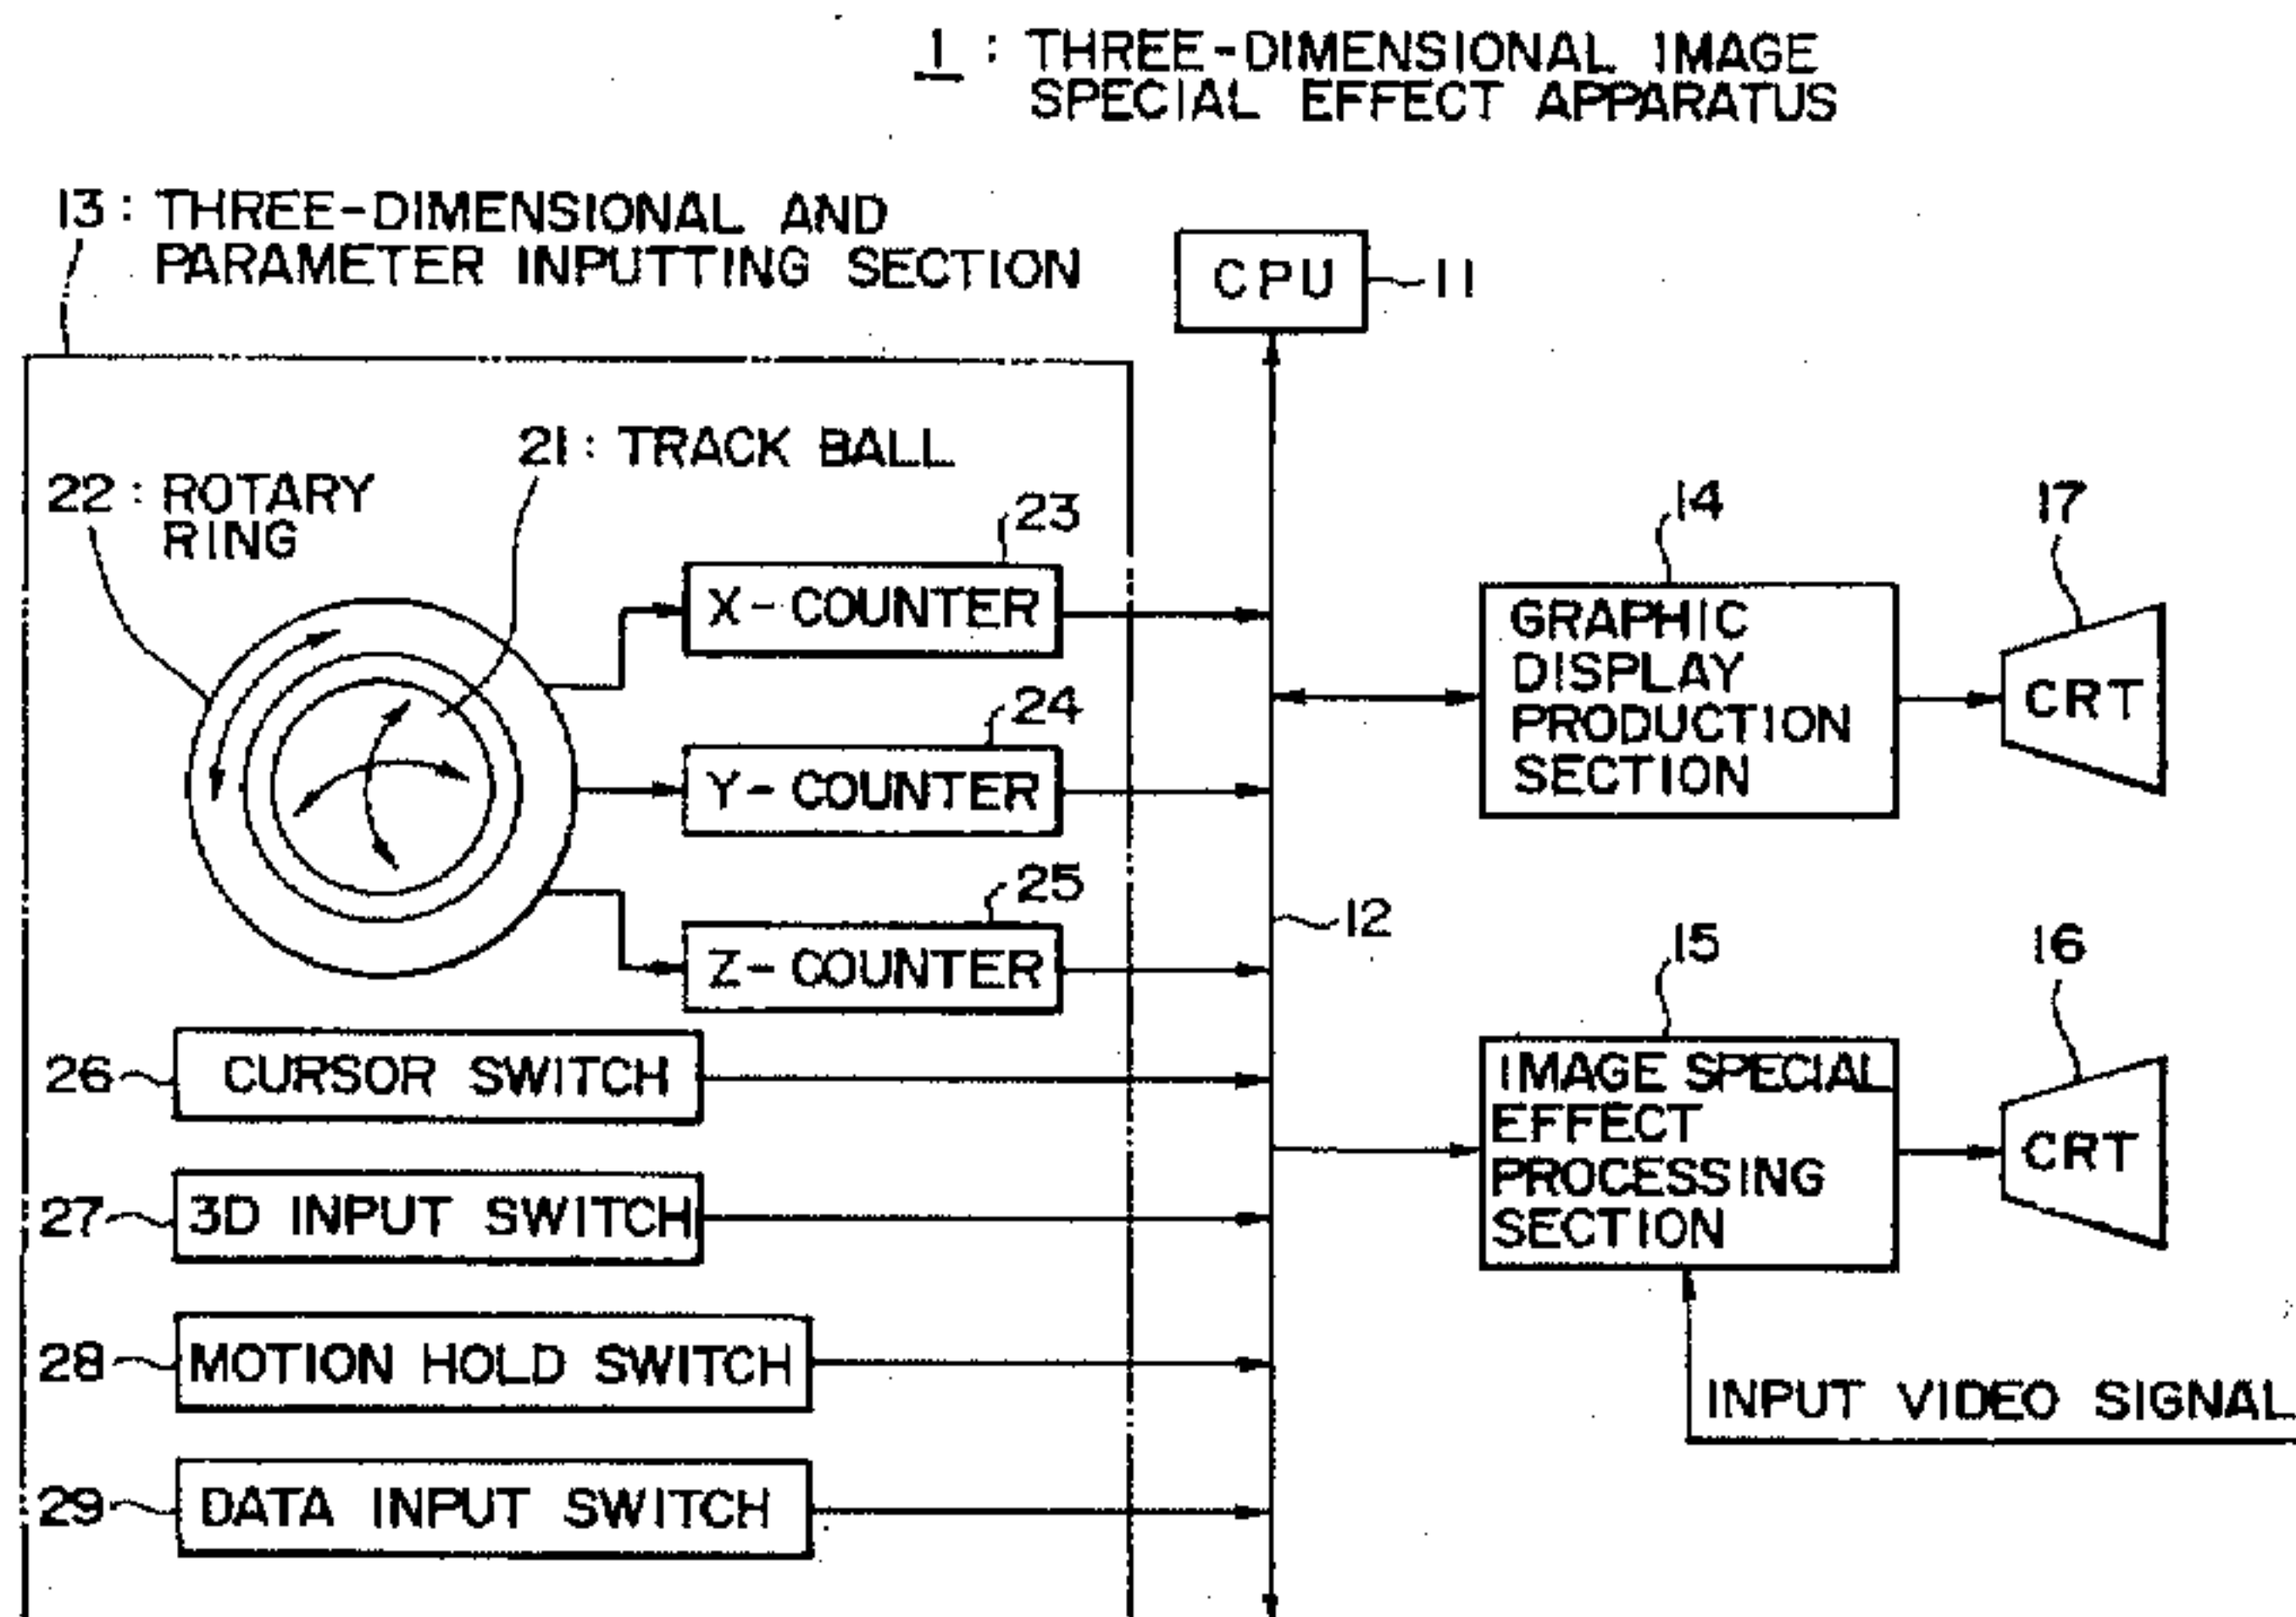 1 : THREE-DIMENSIONAL IMAGE
SPECIAL EFFECT APPARATUS
13 : THREE-DIMENSIONAL AND
PARAMETER INPUTTING SECTION
CPU
11
21 : TRACK BALL
22 : ROTARY
RING
23
X-COUNTER
24
Y-COUNTER
25
Z-COUNTER
12
14
GRAPHIC
DISPLAY
PRODUCTION
SECTION
17
CRT
15
IMAGE SPECIAL
EFFECT
PROCESSING
SECTION
16
CRT
INPUT VIDEO SIGNAL
26
CURSOR SWITCH
27
3D INPUT SWITCH
28
MOTION HOLD SWITCH
29
DATA INPUT SWITCH